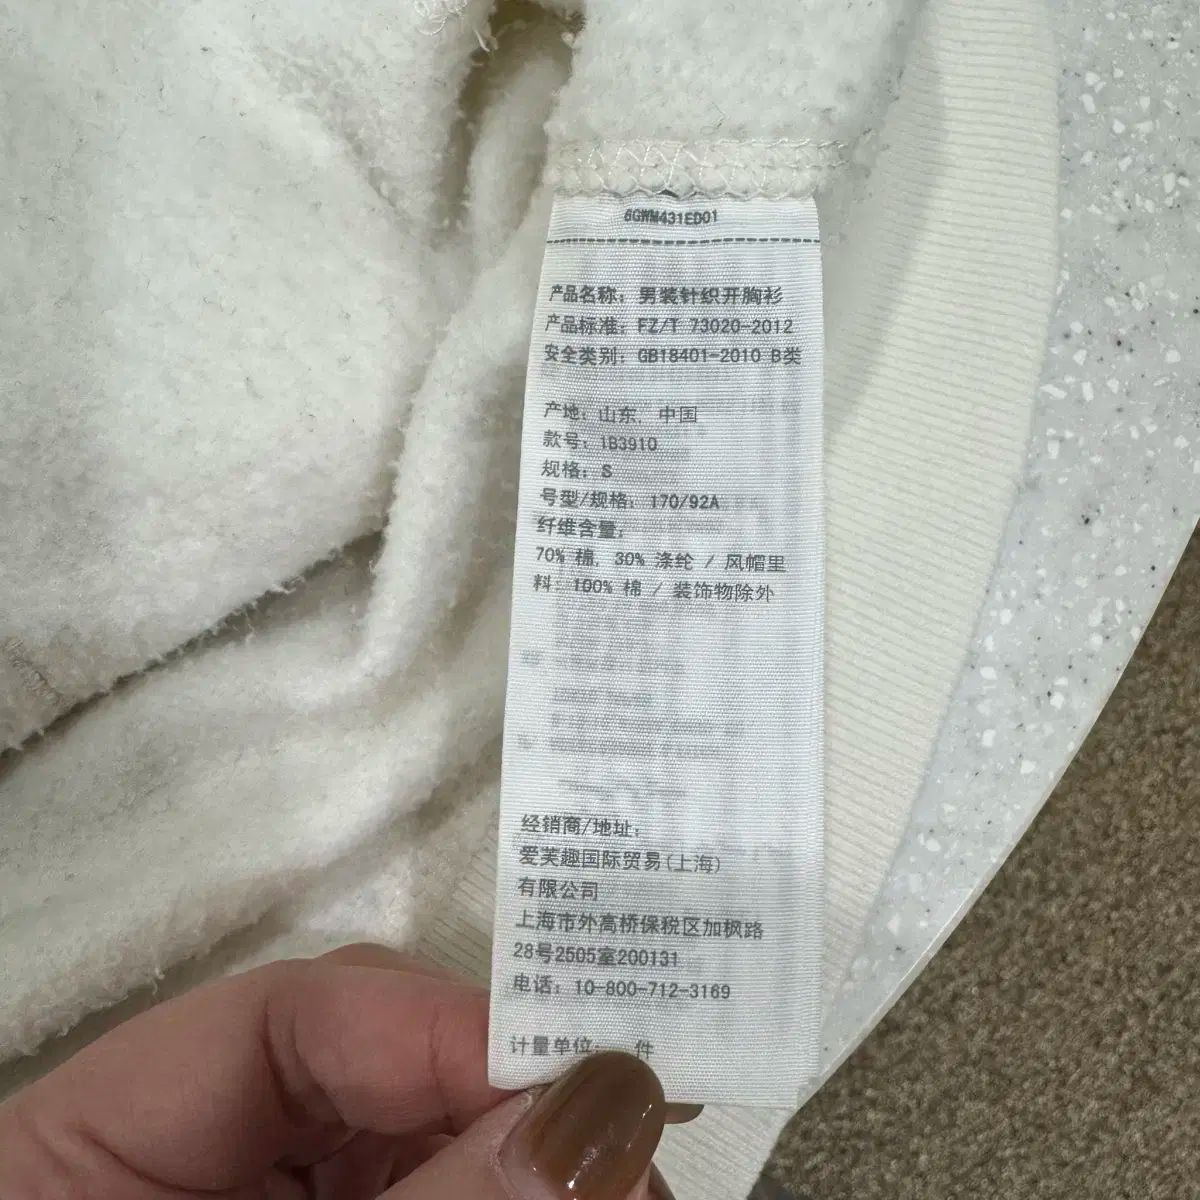 6GWM431ED01
产品名称: 男装针织开胸衫
产品标准: FZ/T 73020-2012
安全类别: GB18401-2010 B类
产地: 山东, 中国
款号: 1B3910
规格: S
号型/规格: 170/92A
纤维含量:
70% 棉, 30% 涤纶 / 风帽里
料: 100% 棉 / 装饰物除外
经销商/地址:
爱芙趣国际贸易(上海)
有限公司
上海市外高桥保税区加枫路
28号2505室200131
电话: 10-800-712-3169
计量单位: 件